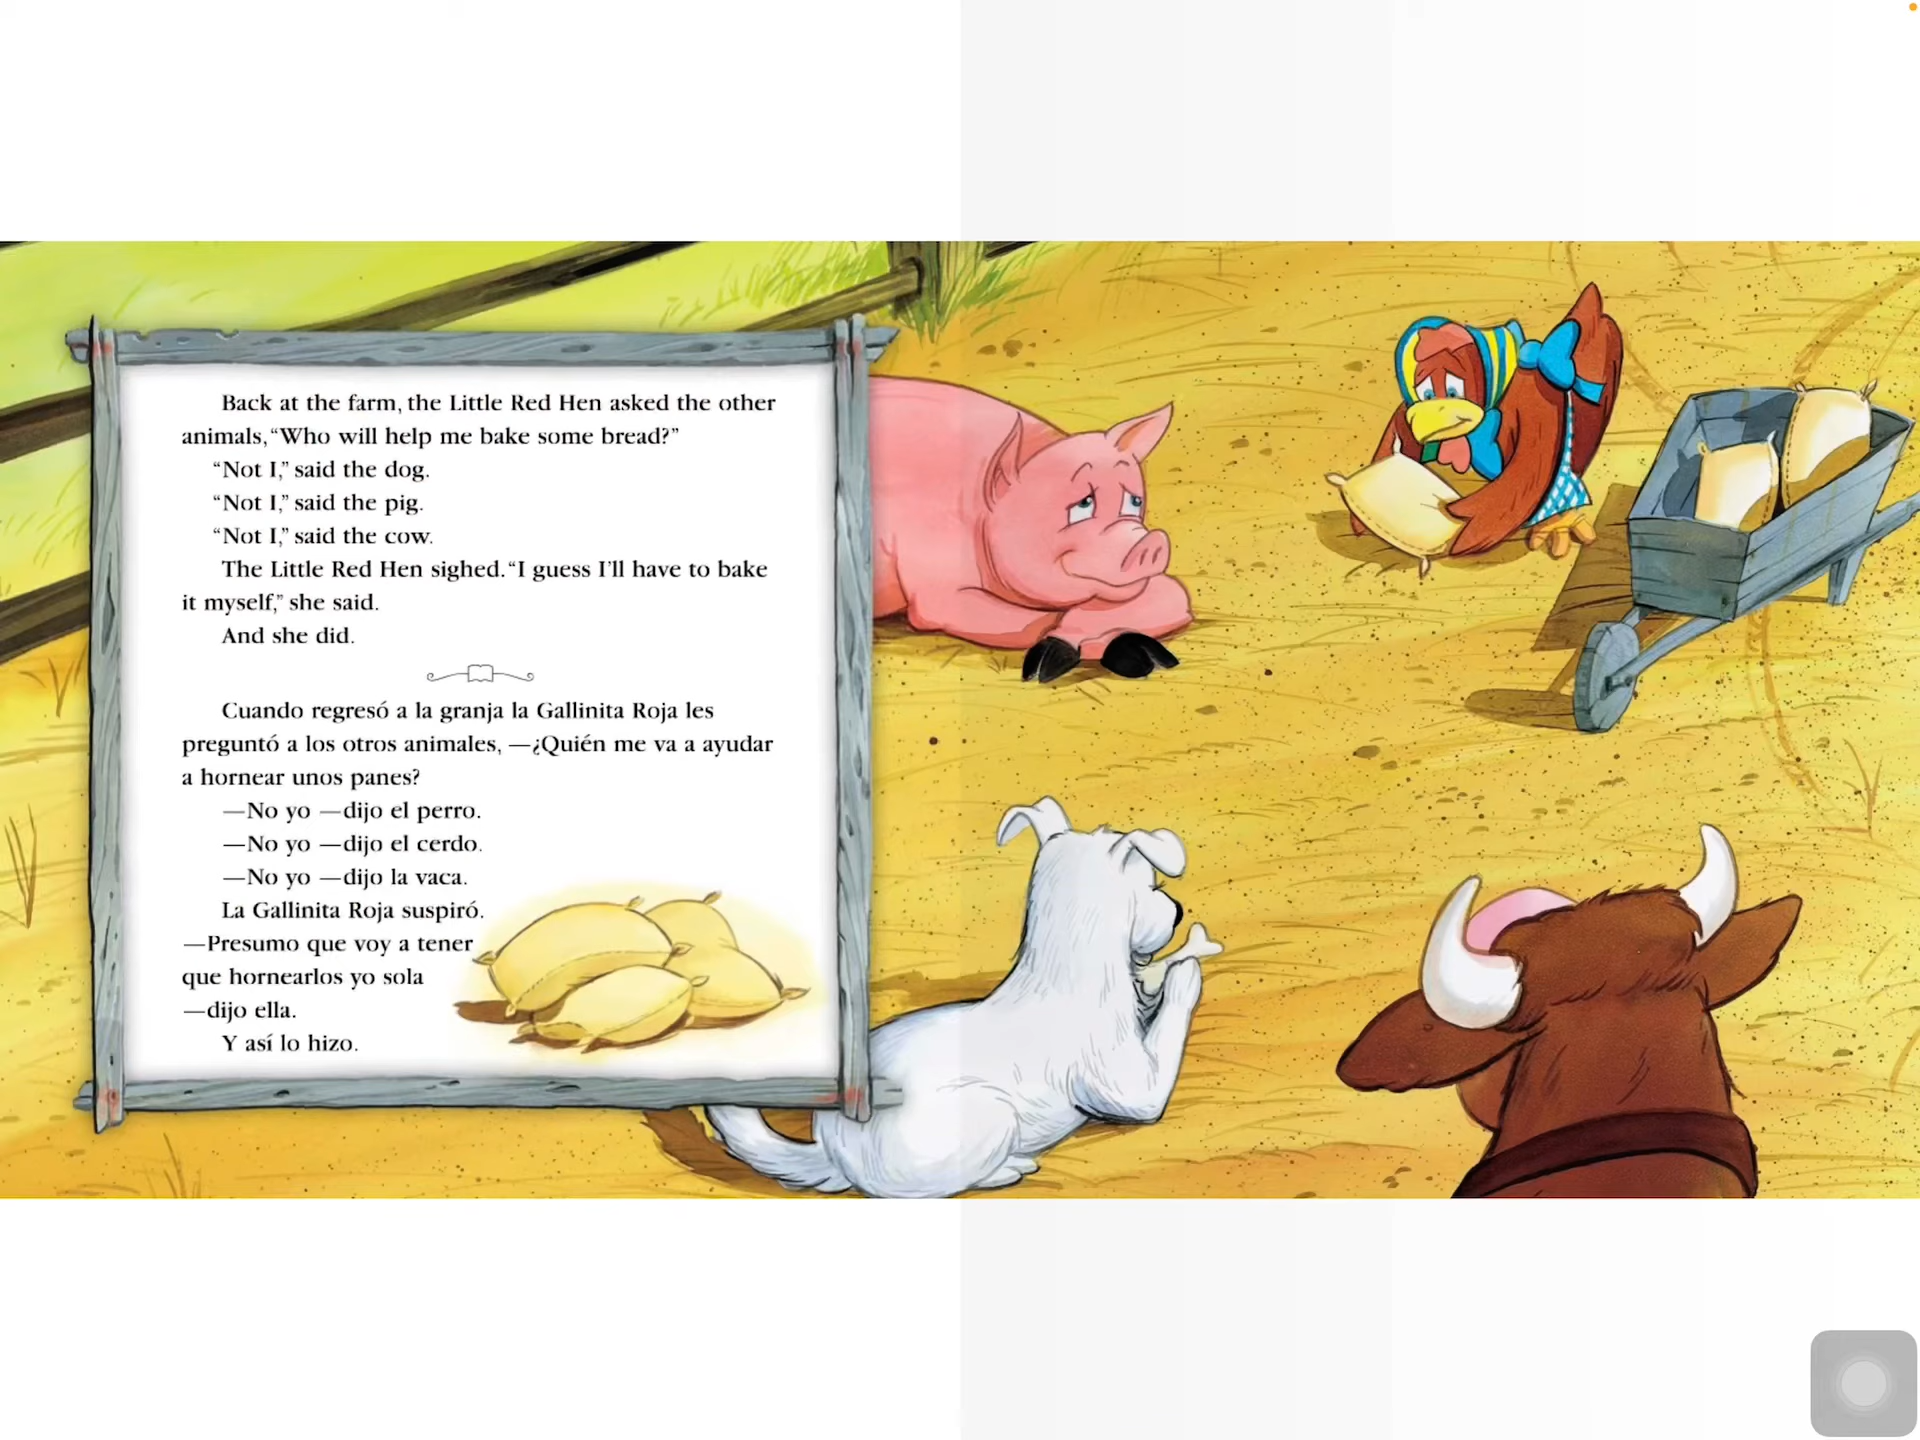 Back at the farm, the Little Red Hen asked the other
animals, “Who will help me bake some bread?”
“Not I,” said the dog.
“Not I,” said the pig.
“Not I,” said the cow.
The Little Red Hen sighed. “I guess I’ll have to bake
it myself,” she said.
And she did.
Cuando regresó a la granja la Gallinita Roja les
preguntó a los otros animales, —¿Quién me va a ayudar
a hornear unos panes?
—No yo —dijo el perro.
—No yo —dijo el cerdo.
—No yo —dijo la vaca.
La Gallinita Roja suspiró.
—Presumo que voy a tener
que hornearlos yo sola
—dijo ella.
Y así lo hizo.